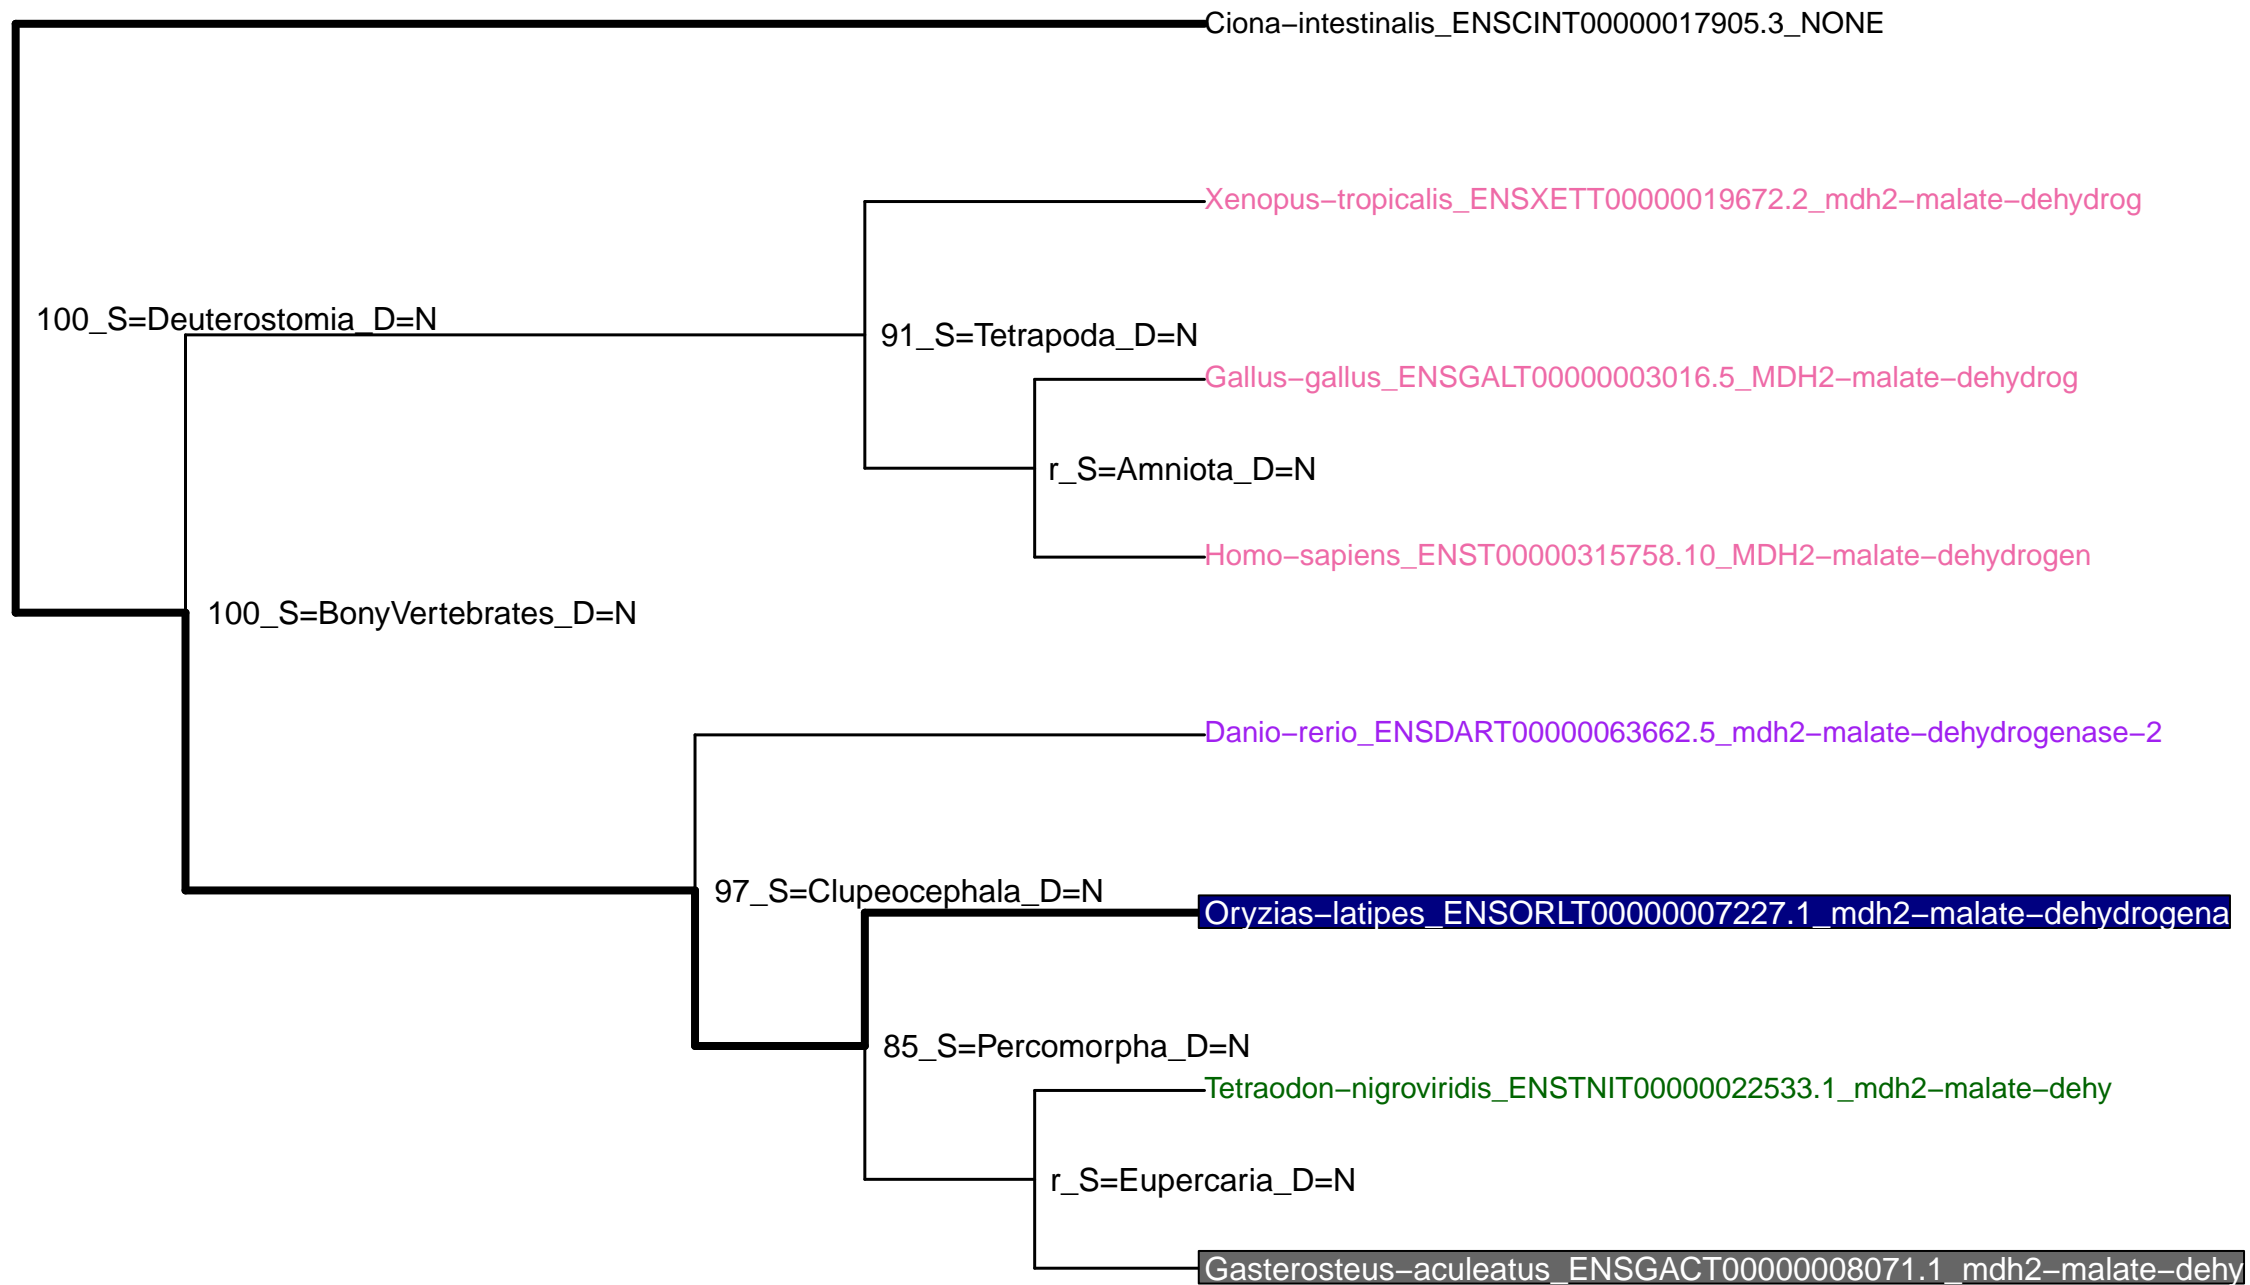 Ciona−intestinalis_ENSCINT00000017905.3_NONE
Xenopus−tropicalis_ENSXETT00000019672.2_mdh2−malate−dehydrog
100_S=Deuterostomia_D=N
91_S=Tetrapoda_D=N
Gallus−gallus_ENSGALT00000003016.5_MDH2−malate−dehydrog
r_S=Amniota_D=N
Homo−sapiens_ENST00000315758.10_MDH2−malate−dehydrogen
100_S=BonyVertebrates_D=N
Danio−rerio_ENSDART00000063662.5_mdh2−malate−dehydrogenase−2
97_S=Clupeocephala_D=N
Oryzias−latipes_ENSORLT00000007227.1_mdh2−malate−dehydrogena
85_S=Percomorpha_D=N
Tetraodon−nigroviridis_ENSTNIT00000022533.1_mdh2−malate−dehy
r_S=Eupercaria_D=N
Gasterosteus−aculeatus_ENSGACT00000008071.1_mdh2−malate−dehy